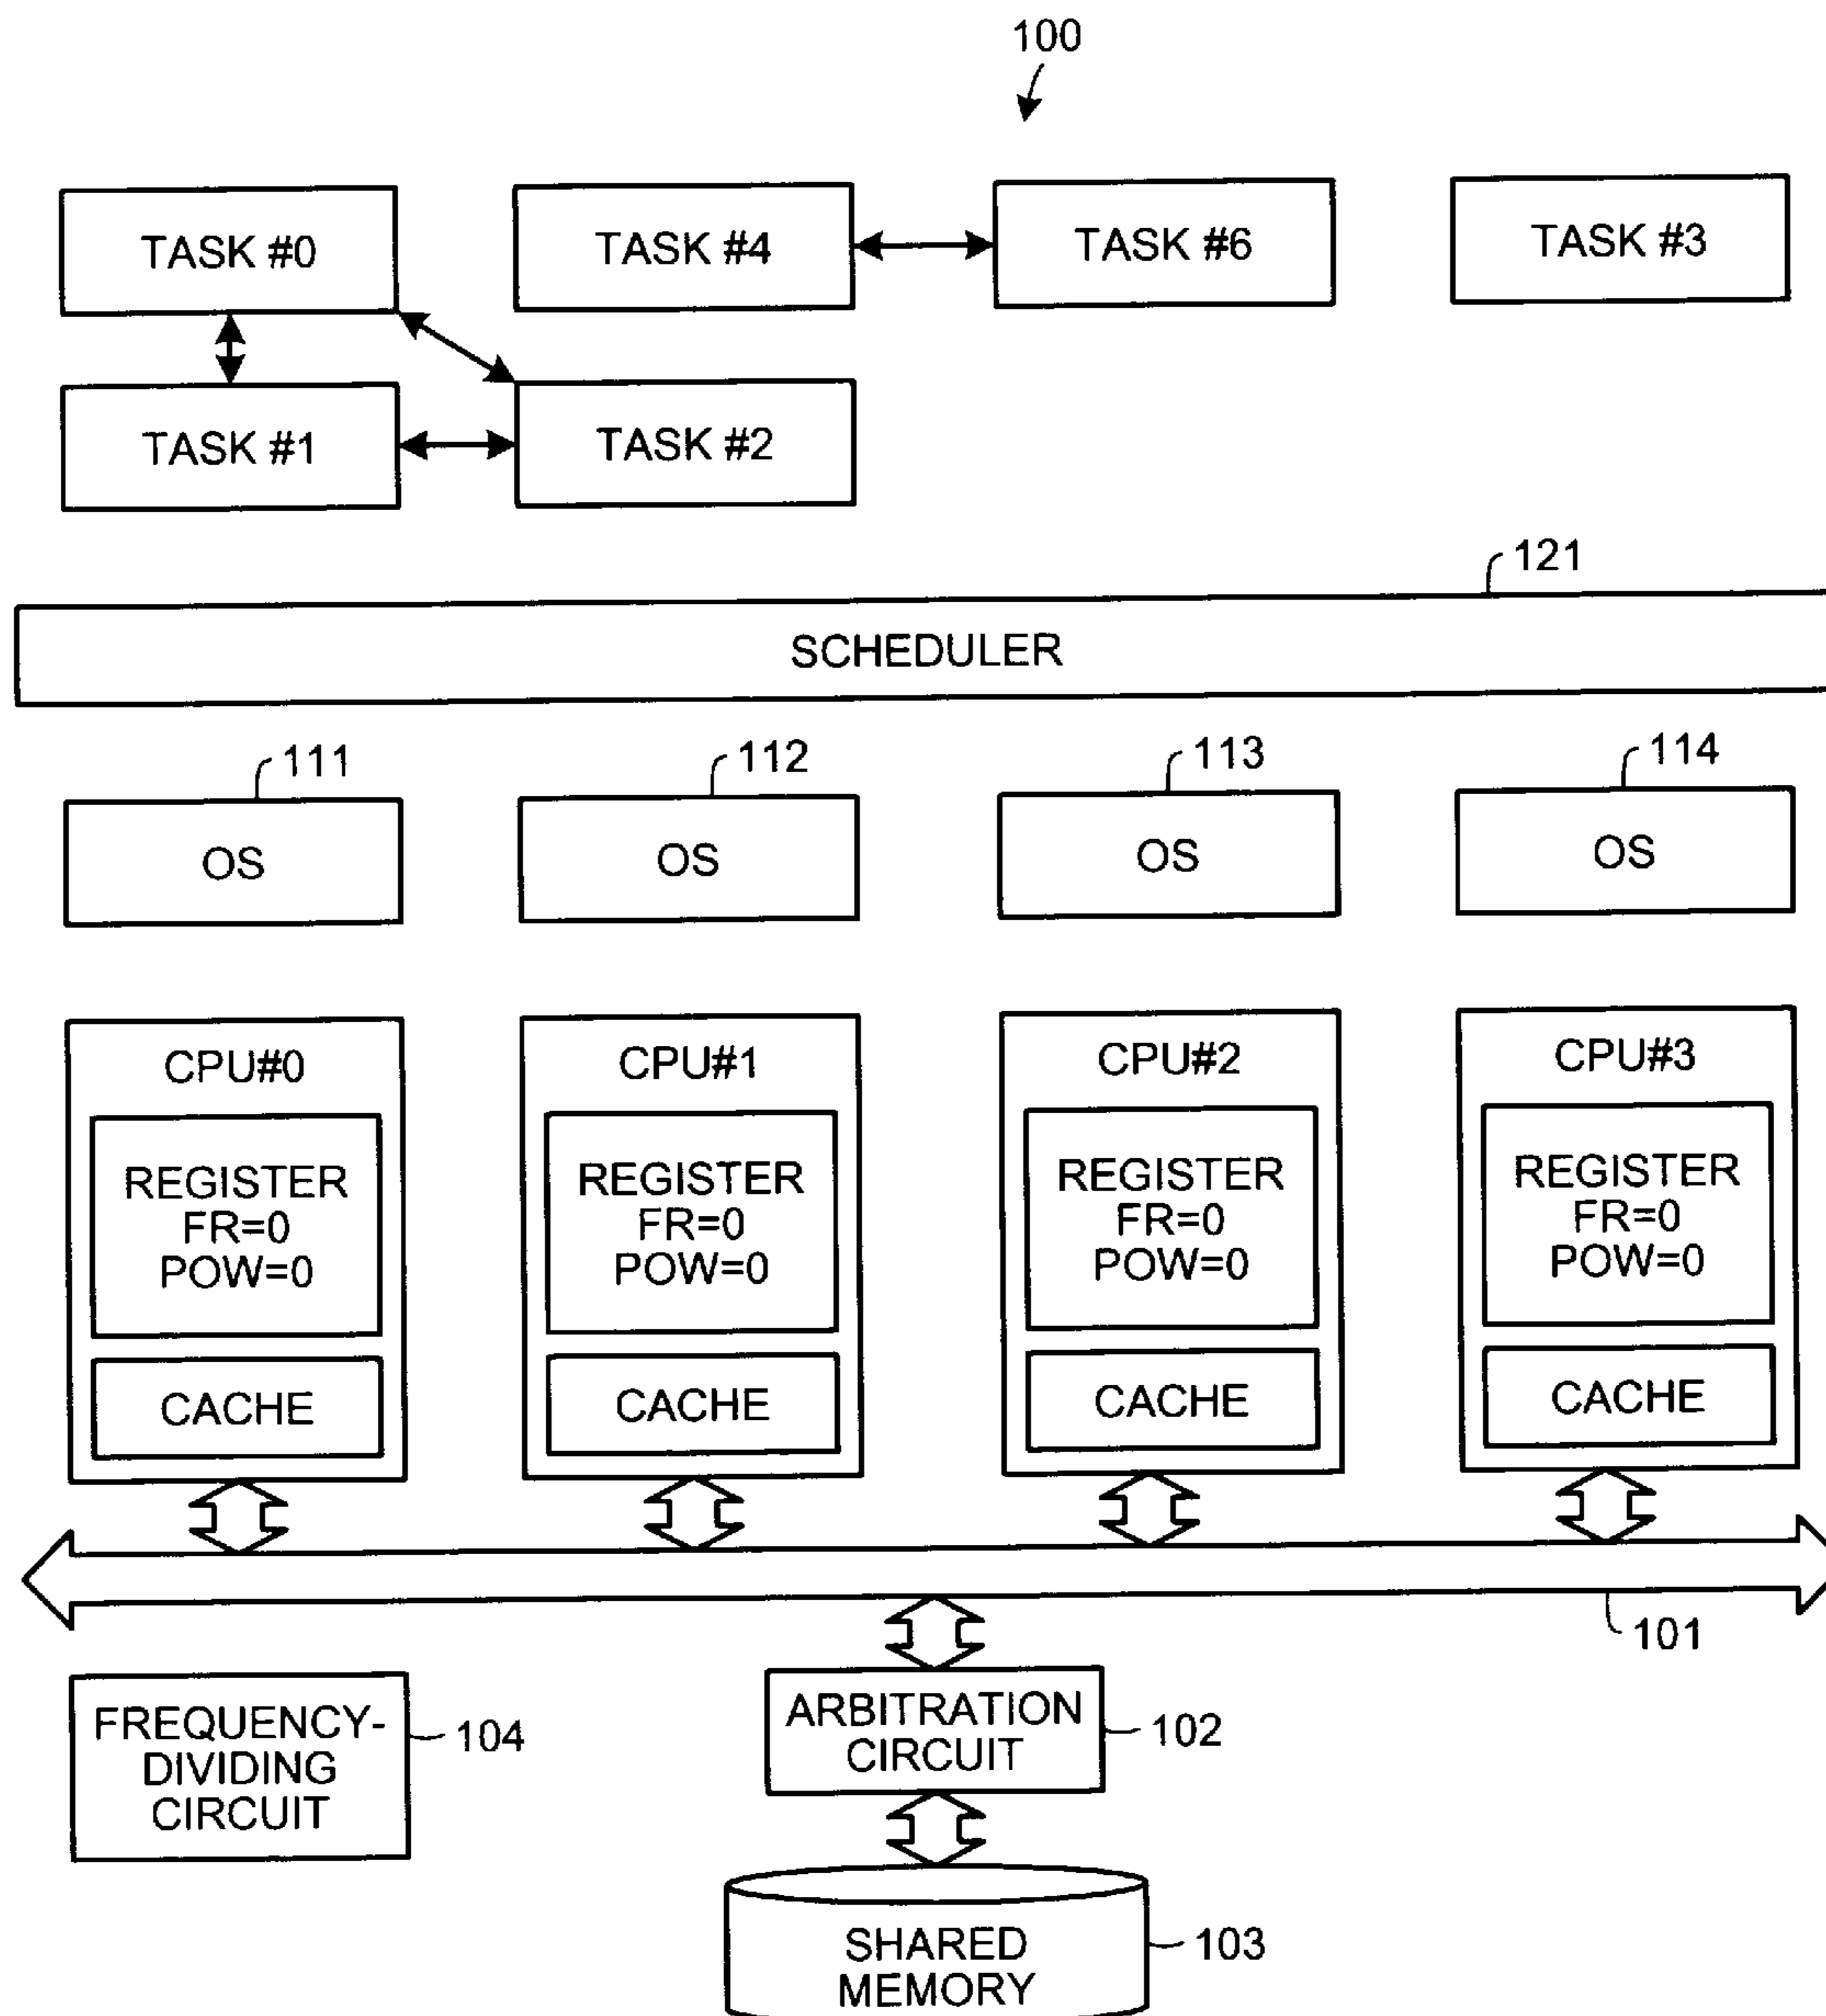 100
TASK #0
TASK #4
TASK #6
TASK #3
TASK #1
TASK #2
121
SCHEDULER
111
112
113
114
OS
OS
OS
OS
CPU#0
CPU#1
CPU#2
CPU#3
REGISTER
FR=0
POW=0
REGISTER
FR=0
POW=0
REGISTER
FR=0
POW=0
REGISTER
FR=0
POW=0
CACHE
CACHE
CACHE
CACHE
101
FREQUENCY-
DIVIDING
CIRCUIT
104
ARBITRATION
CIRCUIT
102
SHARED
MEMORY
103